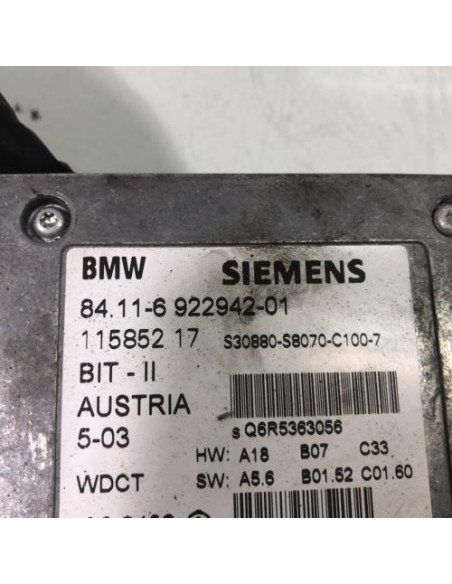 BMW SIEMENS
84.11-6 922942-01
115852 17 S30880-S8070-C100-7
BIT - II
AUSTRIA
S Q6R5363056
5-03
HW: A18 B07 C33
WDCT SW: A5.6 B01.52 C01.60